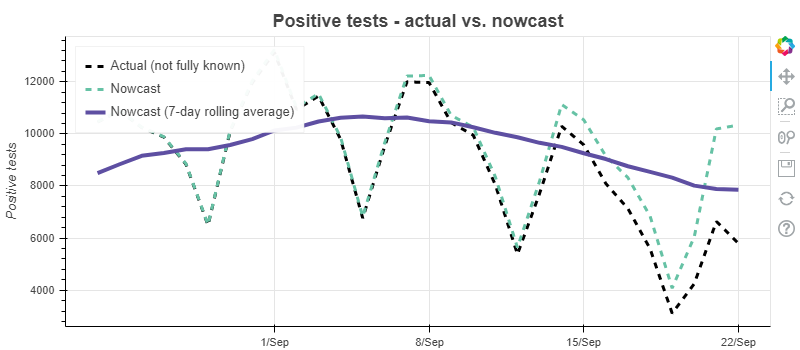 Positive tests - actual vs. nowcast
Actual (not fully known)
Nowcast
Nowcast (7-day rolling average)
Positive tests
12000
10000
8000
6000
4000
1/Sep
8/Sep
15/Sep
22/Sep